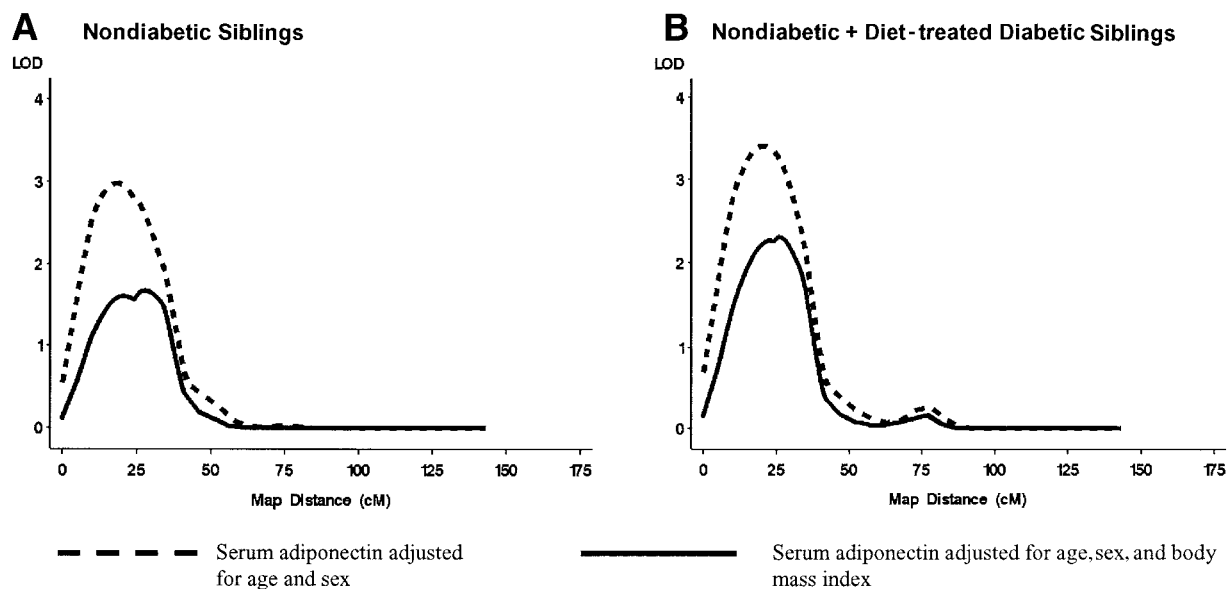 A Nondiabetic Siblings
LOD
4
3
2
1
0
0 25 50 75 100 125 150 175
Map Distance (cM)
B Nondiabetic + Diet-treated Diabetic Siblings
LOD
4
3
2
1
0
0 25 50 75 100 125 150 175
Map Distance (cM)
Serum adiponectin adjusted
for age and sex
Serum adiponectin adjusted for age, sex, and body
mass index